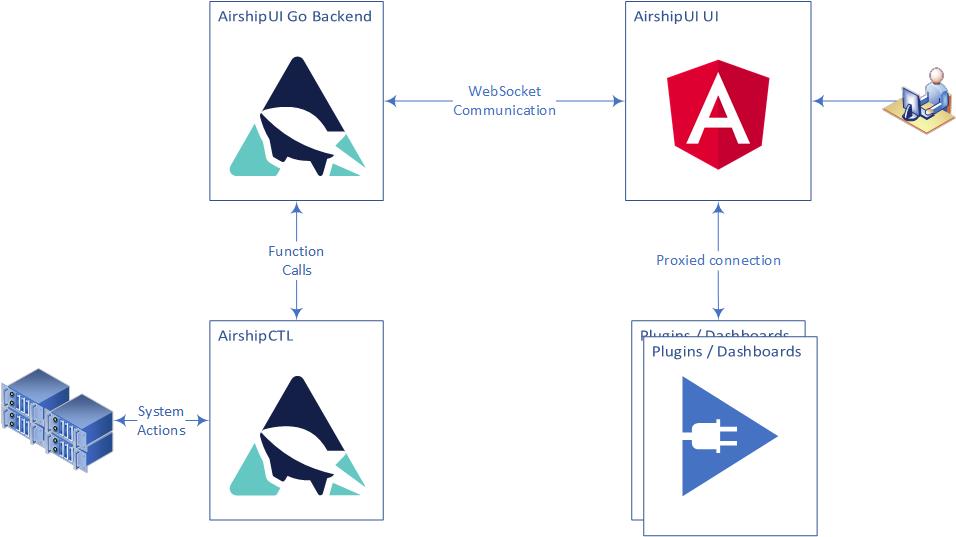 AirshipUI Go Backend
AirshipUI UI
WebSocket
Communication
A
Function
Calls
Proxied connection
AirshipCTL
Plugins / Dashboards
Plugins / Dashboards
System
Actions